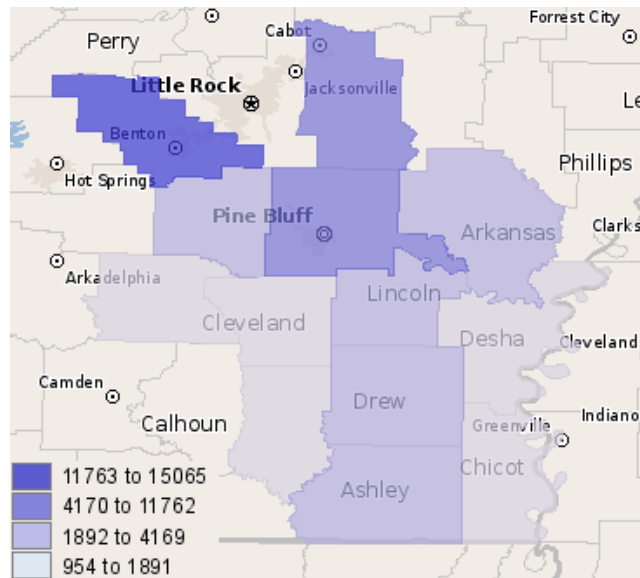 Forrest City
Perry
Cabot
Little Rock
Jacksonville
Le
Benton
Phillips
Hot Springs
Pine Bluff
Arkansas
Clarks
Arkadelphia
Lincoln
Cleveland
Desha
Cleveland
Camden
Drew
Calhoun
Greenville
Indiano
Chicot
Ashley
11763 to 15065
4170 to 11762
1892 to 4169
954 to 1891